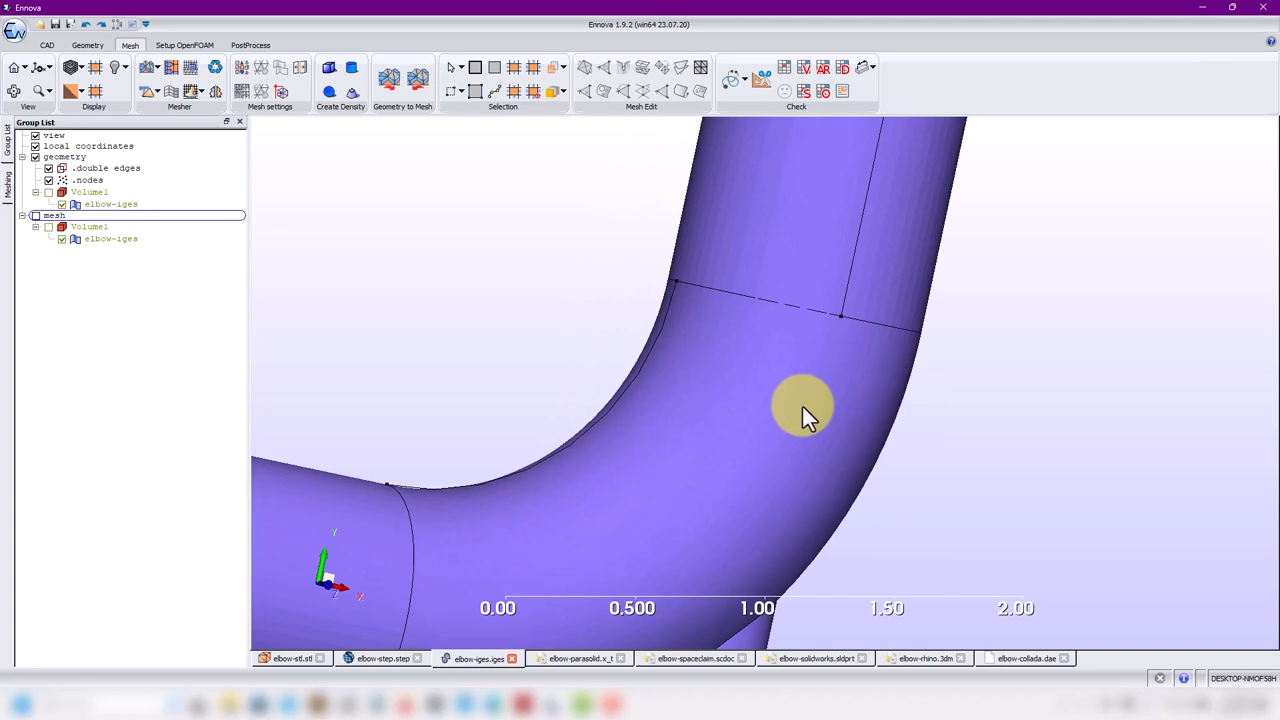 Ennova
Ennova 1.9.2 (win64 23.07.20)
CAD Geometry Mesh Setup OpenFOAM PostProcess
View Display Mesher Mesh settings Create Density Geometry to Mesh Selection Mesh Edit Check
Group List
Group List
Meshing
view
local coordinates
geometry
.double edges
.nodes
Volume1
elbow-iges
mesh
Volume1
elbow-iges
Y
X
Z
0.00 0.500 1.00 1.50 2.00
elbow-stl.stl elbow-step.step elbow-iges.iges elbow-parasolid.x_t elbow-spaceclaim.scdoc elbow-solidworks.sldprt elbow-rhino.3dm elbow-collada.dae
DESKTOP-NMOF58H